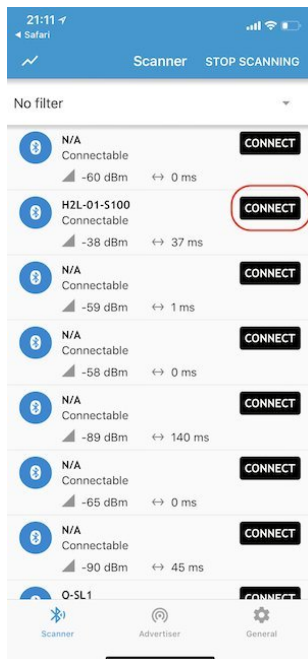 21:11
Safari
Scanner STOP SCANNING
No filter
N/A CONNECT
Connectable
-60 dBm 0 ms
H2L-01-S100 CONNECT
Connectable
-38 dBm 37 ms
N/A CONNECT
Connectable
-59 dBm 1 ms
N/A CONNECT
Connectable
-58 dBm 0 ms
N/A CONNECT
Connectable
-89 dBm 140 ms
N/A CONNECT
Connectable
-65 dBm 0 ms
N/A CONNECT
Connectable
-90 dBm 45 ms
O-SL1 CONNECT
Scanner Advertiser General